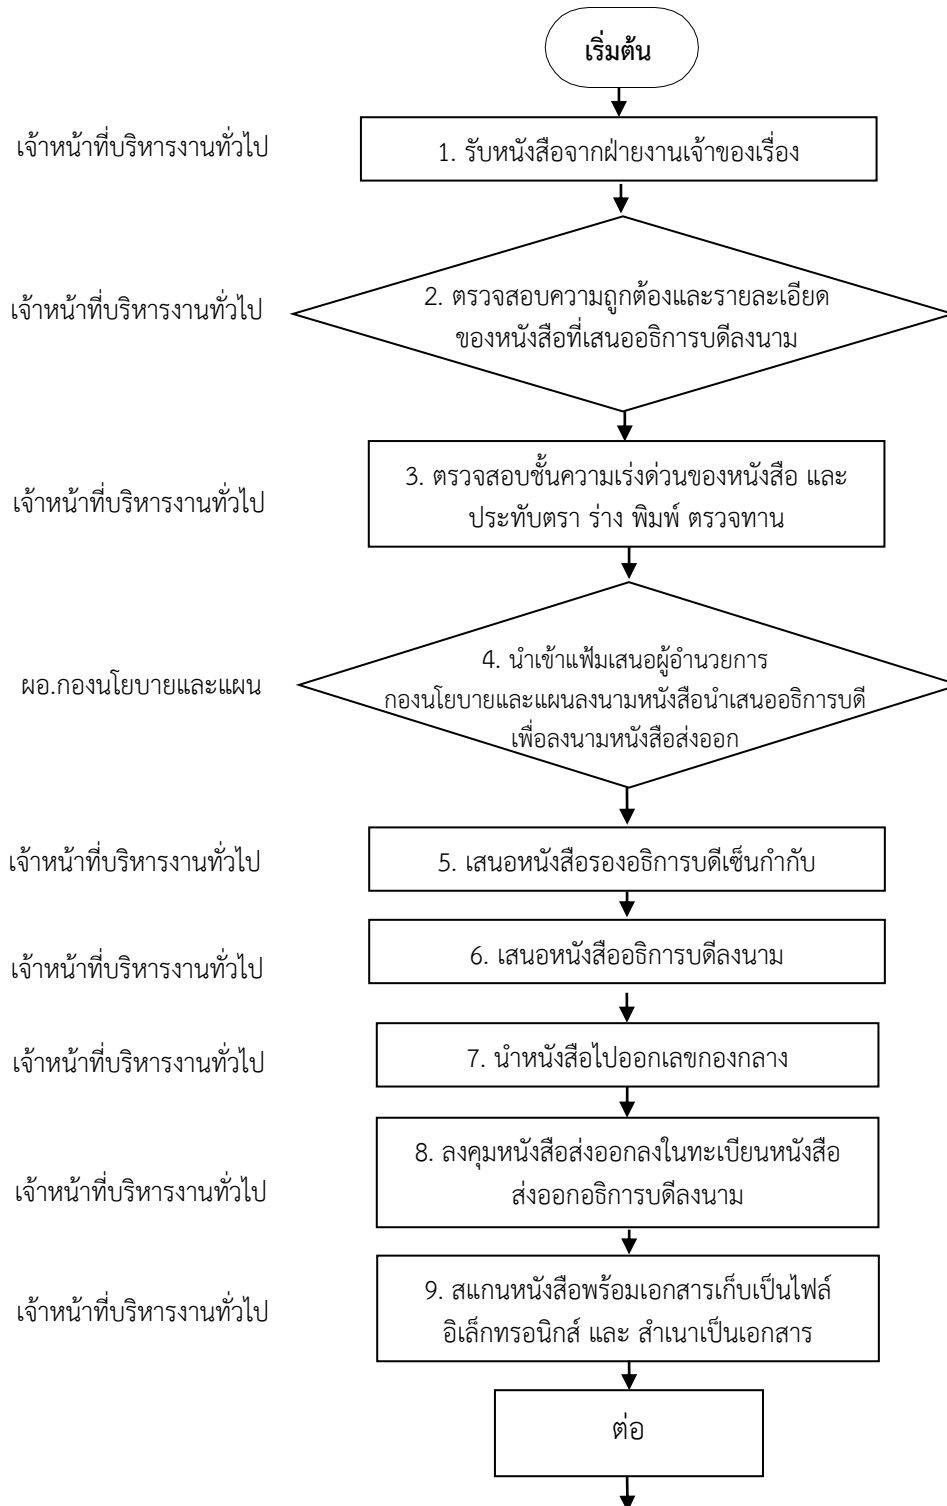 เริ่มต้น
เจ้าหน้าที่บริหารงานทั่วไป
1. รับหนังสือจากฝ่ายงานเจ้าของเรื่อง
เจ้าหน้าที่บริหารงานทั่วไป
2. ตรวจสอบความถูกต้องและรายละเอียด
ของหนังสือที่เสนออธิการบดีลงนาม
เจ้าหน้าที่บริหารงานทั่วไป
3. ตรวจสอบชั้นความเร่งด่วนของหนังสือ และ
ประทับตรา ร่าง พิมพ์ ตรวจทาน
ผอ.กองนโยบายและแผน
4. นำเข้าแฟ้มเสนอผู้อำนวยการ
กองนโยบายและแผนลงนามหนังสือนำเสนออธิการบดี
เพื่อลงนามหนังสือส่งออก
เจ้าหน้าที่บริหารงานทั่วไป
5. เสนอหนังสือรองอธิการบดีเซ็นกำกับ
เจ้าหน้าที่บริหารงานทั่วไป
6. เสนอหนังสืออธิการบดีลงนาม
เจ้าหน้าที่บริหารงานทั่วไป
7. นำหนังสือไปออกเลขกองกลาง
เจ้าหน้าที่บริหารงานทั่วไป
8. ลงคุมหนังสือส่งออกลงในทะเบียนหนังสือ
ส่งออกอธิการบดีลงนาม
เจ้าหน้าที่บริหารงานทั่วไป
9. สแกนหนังสือพร้อมเอกสารเก็บเป็นไฟล์
อิเล็กทรอนิกส์ และ สำเนาเป็นเอกสาร
ต่อ